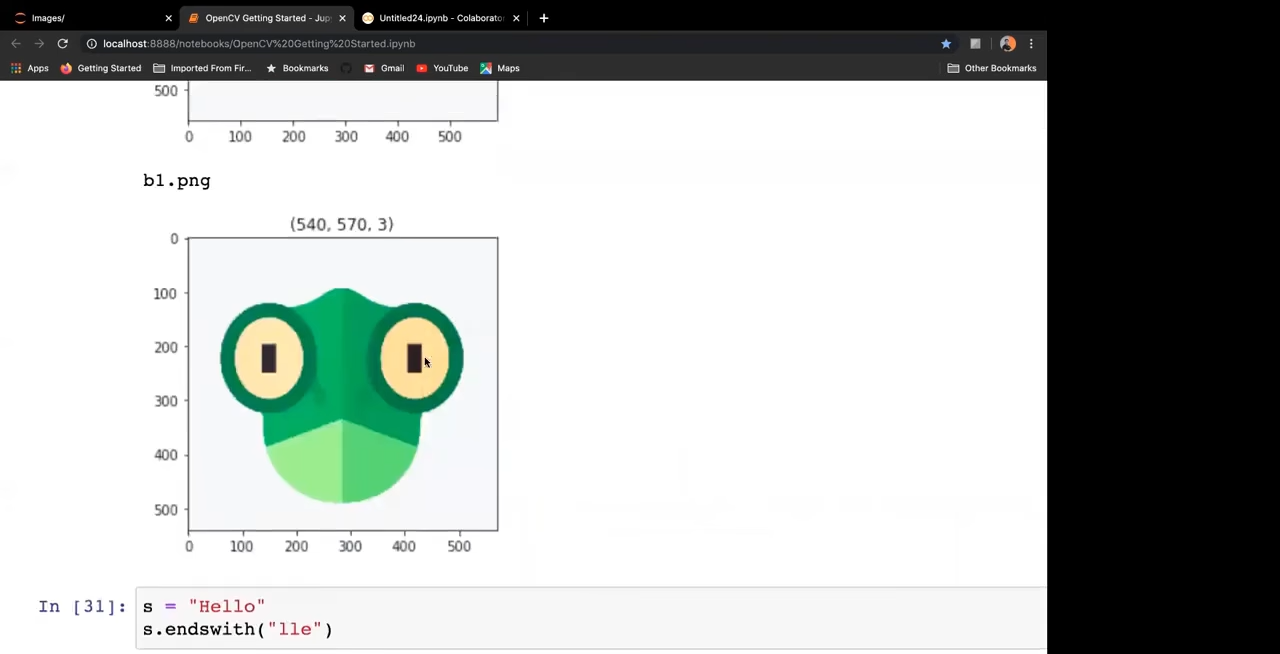 Images/
OpenCV Getting Started - Jup
Untitled24.ipynb - Colaborato
localhost:8888/notebooks/OpenCV%20Getting%20Started.ipynb
Apps
Getting Started
Imported From Fir...
Bookmarks
Gmail
YouTube
Maps
Other Bookmarks
500
0 100 200 300 400 500
b1.png
(540, 570, 3)
0
100
200
300
400
500
0 100 200 300 400 500
In [31]: s = "Hello"
s.endswith("lle")